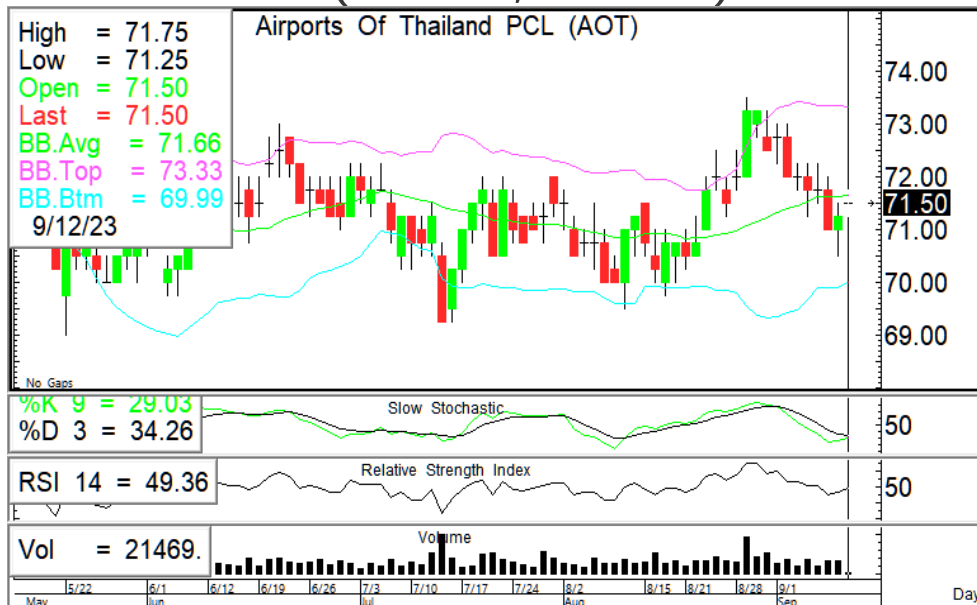 Airports Of Thailand PCL (AOT)
High = 71.75
Low = 71.25
Open = 71.50
Last = 71.50
BB.Avg = 71.66
BB.Top = 73.33
BB.Btm = 69.99
9/12/23
74.00
73.00
72.00
71.50
71.00
70.00
69.00
No Gaps
%K 9 = 29.03
%D 3 = 34.26
Slow Stochastic
50
RSI 14 = 49.36
Relative Strength Index
50
Vol = 21469.
Volume
5/22 6/1 6/12 6/19 6/26 7/3 7/10 7/17 7/24 8/2 8/15 8/21 8/28 9/1
May Jun Jul Aug Sep
Day